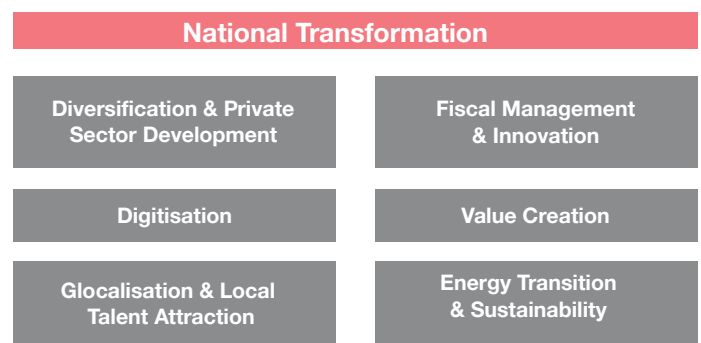 National Transformation
Diversification & Private
Sector Development
Fiscal Management
& Innovation
Digitisation
Value Creation
Glocalisation & Local
Talent Attraction
Energy Transition
& Sustainability